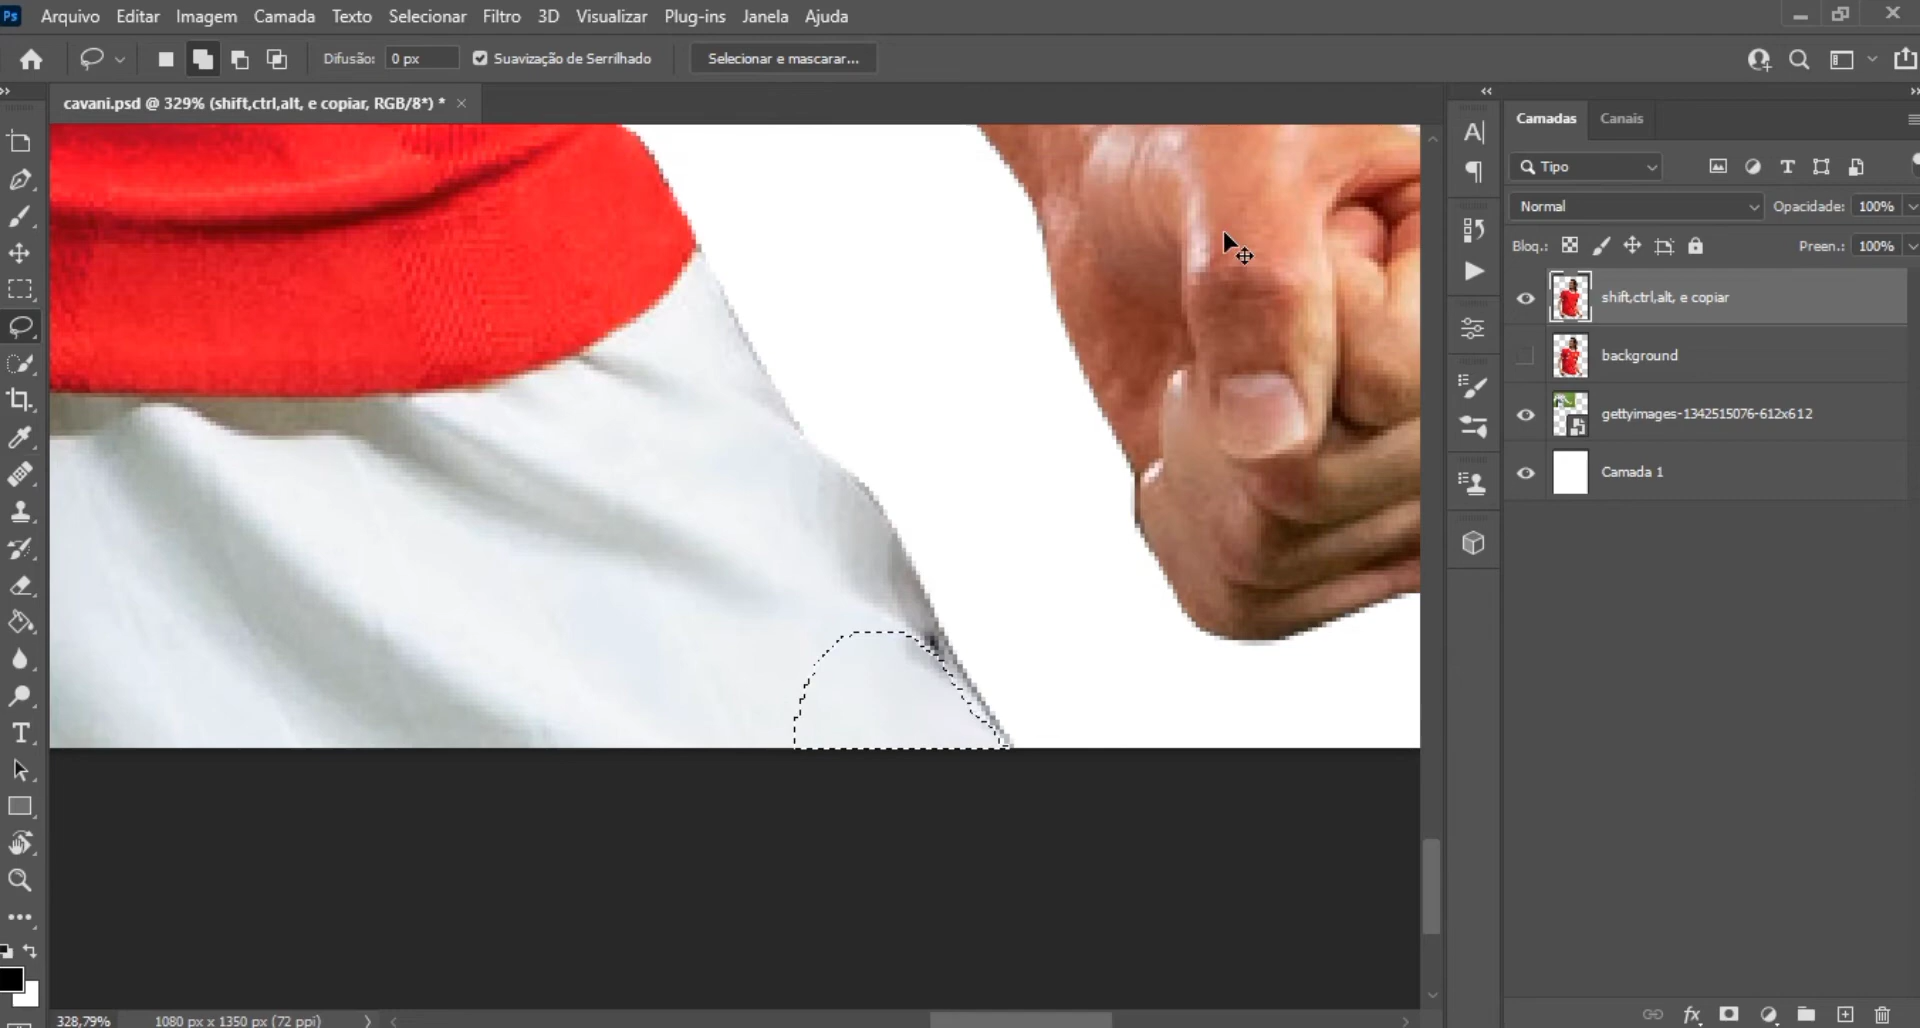 Ps Arquivo Editar Imagem Camada Texto Selecionar Filtro 3D Visualizar Plug-ins Janela Ajuda
Difusão: 0 px Suavização de Serrilhado Selecionar e mascarar...
cavani.psd @ 329% (shift,ctrl,alt, e copiar, RGB/8*) * ×
Camadas Canais
Tipo
Normal Opacidade: 100%
Bloq.: Preen.: 100%
shift,ctrl,alt, e copiar
background
gettyimages-1342515076-612x612
Camada 1
328,79% 1080 px x 1350 px (72 ppi)